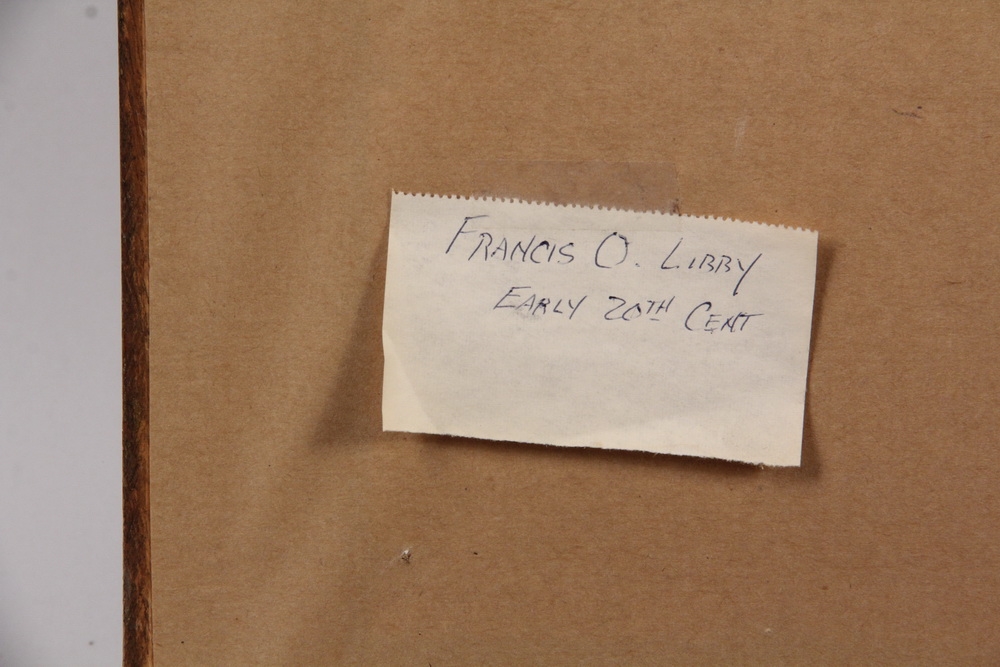 FRANCIS O. LIBBY
EARLY 20TH CENT